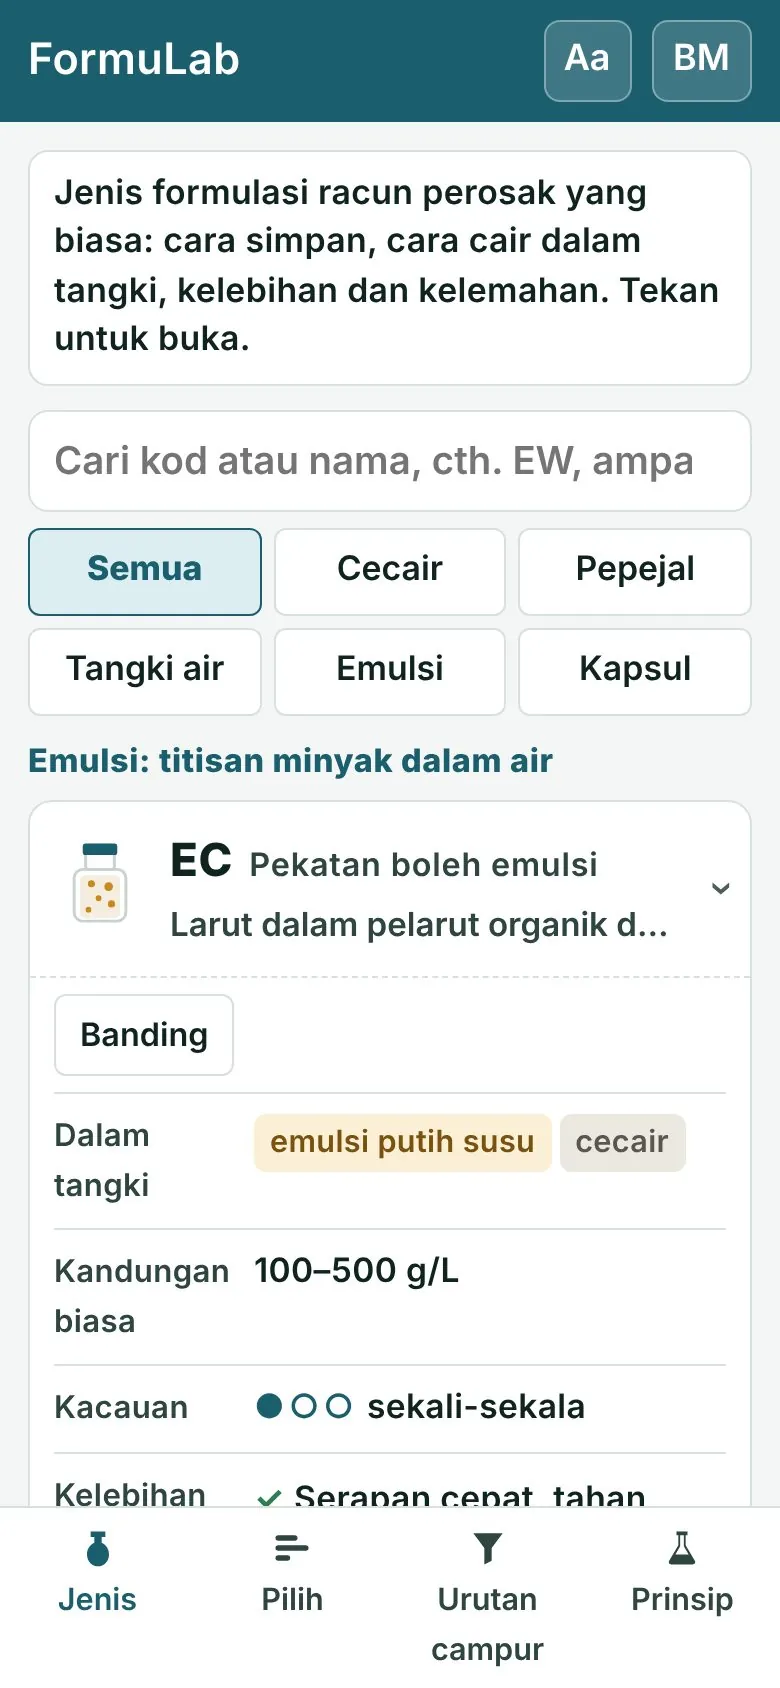 FormuLab
Aa
BM
Jenis formulasi racun perosak yang
biasa: cara simpan, cara cair dalam
tangki, kelebihan dan kelemahan. Tekan
untuk buka.
Cari kod atau nama, cth. EW, ampa
Semua
Cecair
Pepejal
Tangki air
Emulsi
Kapsul
Emulsi: titisan minyak dalam air
EC Pekatan boleh emulsi
Larut dalam pelarut organik d...
Banding
Dalam
tangki
emulsi putih susu
cecair
Kandungan
biasa
100–500 g/L
Kacauan
sekali-sekala
Kelebihan
Serapan cepat, tahan
Jenis
Pilih
Urutan
campur
Prinsip